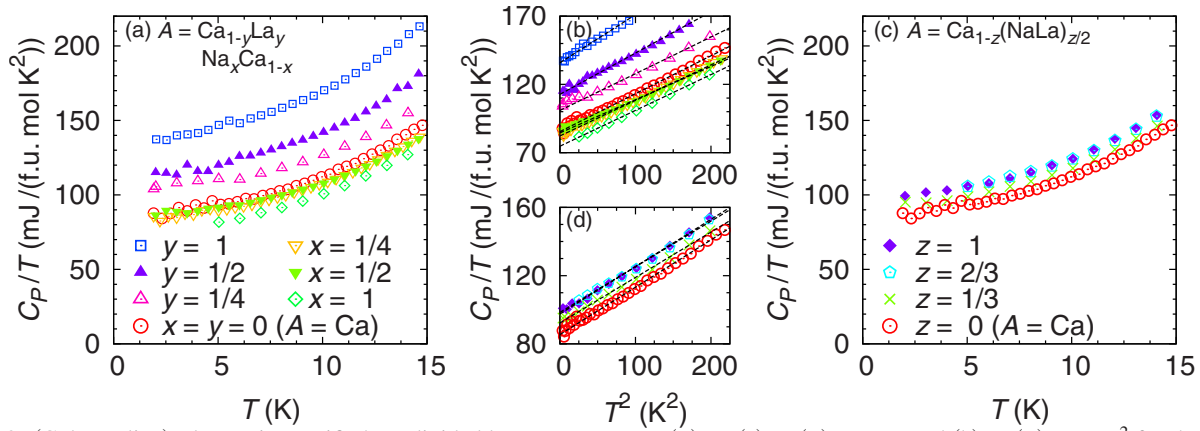 (a) A = Ca1-yLay
NaxCa1-x
CP/T (mJ/(f.u. mol K2))
200
150
100
50
0
y = 1
y = 1/2
y = 1/4
x = y = 0 (A = Ca)
x = 1/4
x = 1/2
x = 1
0 5 10 15
T (K)
(b)
170
120
70
0 100 200
(d)
CP/T (mJ/(f.u. mol K2))
160
120
80
0 100 200
T2 (K2)
(c) A = Ca1-z(NaLa)z/2
CP/T (mJ/(f.u. mol K2))
200
150
100
50
0
z = 1
z = 2/3
z = 1/3
z = 0 (A = Ca)
0 5 10 15
T (K)